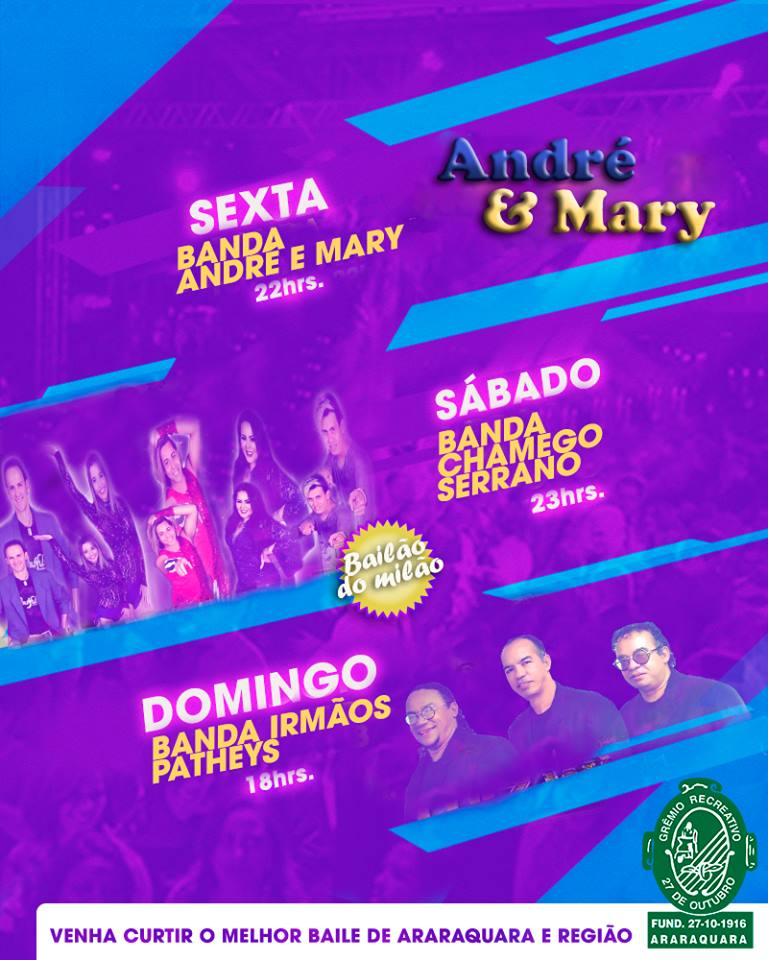 André
& Mary
SEXTA
BANDA
ANDRÉ E MARY
22hrs.
SÁBADO
BANDA
CHAMEGO
SERRANO
23hrs.
Bailão
do milão
DOMINGO
BANDA IRMÃOS
PATHEYS
18hrs.
GRÊMIO RECREATIVO
27 DE OUTUBRO
FUND. 27-10-1916
ARARAQUARA
VENHA CURTIR O MELHOR BAILE DE ARARAQUARA E REGIÃO